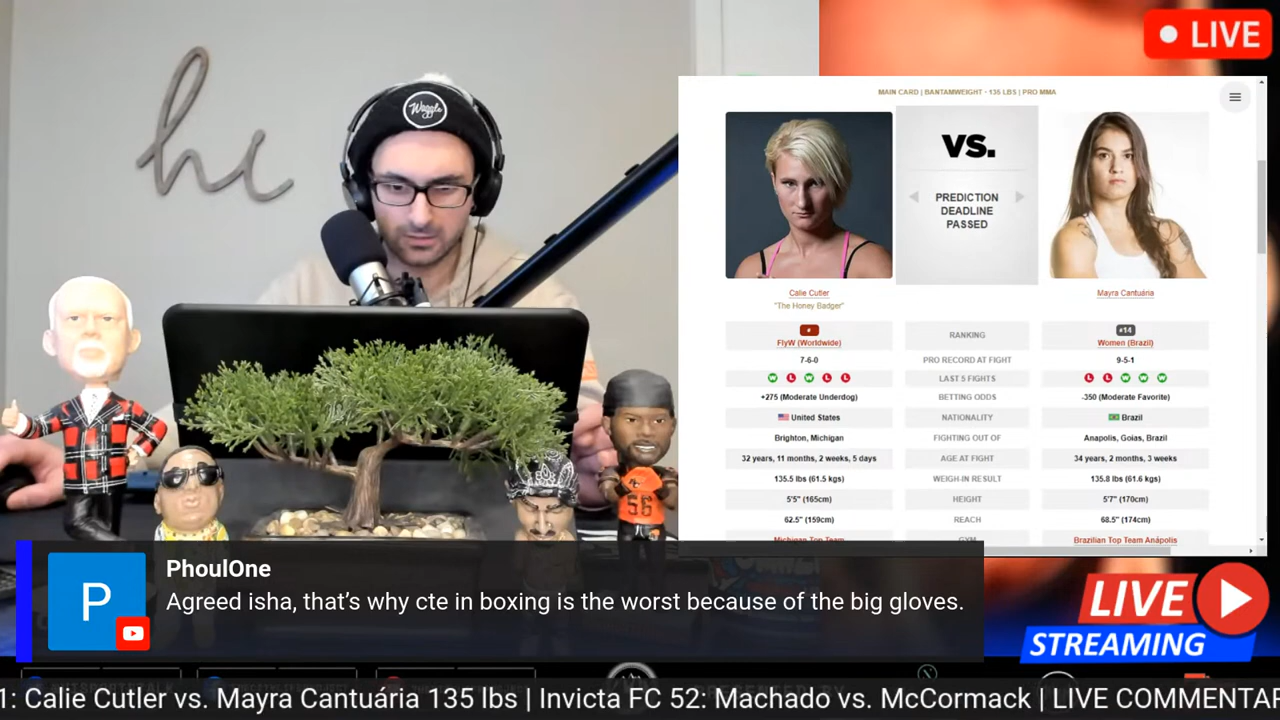 LIVE
MAIN CARD | BANTAMWEIGHT · 135 LBS | PRO MMA
hi
Waggle
VS.
PREDICTION
DEADLINE
PASSED
Calie Cutler
Mayra Cantuária
"The Honey Badger"
RANKING
#14
FlyW (Worldwide)
Women (Brazil)
7-6-0
PRO RECORD AT FIGHT
9-5-1
W L W L L
LAST 5 FIGHTS
L L W W W
+275 (Moderate Underdog)
BETTING ODDS
-350 (Moderate Favorite)
United States
NATIONALITY
Brazil
Brighton, Michigan
FIGHTING OUT OF
Anapolis, Goias, Brazil
32 years, 11 months, 2 weeks, 5 days
AGE AT FIGHT
34 years, 2 months, 3 weeks
135.5 lbs (61.5 kgs)
WEIGH-IN RESULT
135.8 lbs (61.6 kgs)
5'5" (165cm)
HEIGHT
5'7" (170cm)
62.5" (159cm)
REACH
68.5" (174cm)
Michigan Top Team
GYM
Brazilian Top Team Anápolis
56
P
PhoulOne
Agreed isha, that's why cte in boxing is the worst because of the big gloves.
LIVE
STREAMING
1: Calie Cutler vs. Mayra Cantuária 135 lbs | Invicta FC 52: Machado vs. McCormack | LIVE COMMENTAR